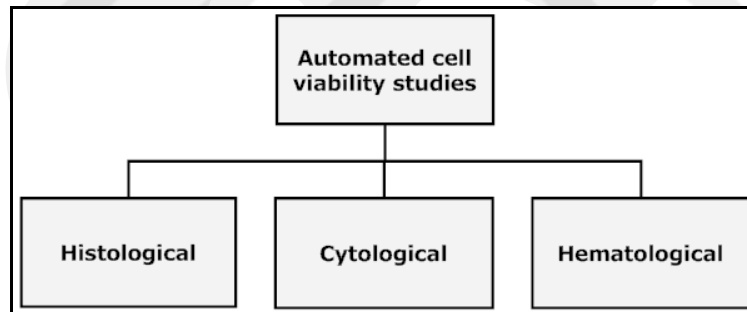 Automated cell
viability studies
Histological
Cytological
Hematological